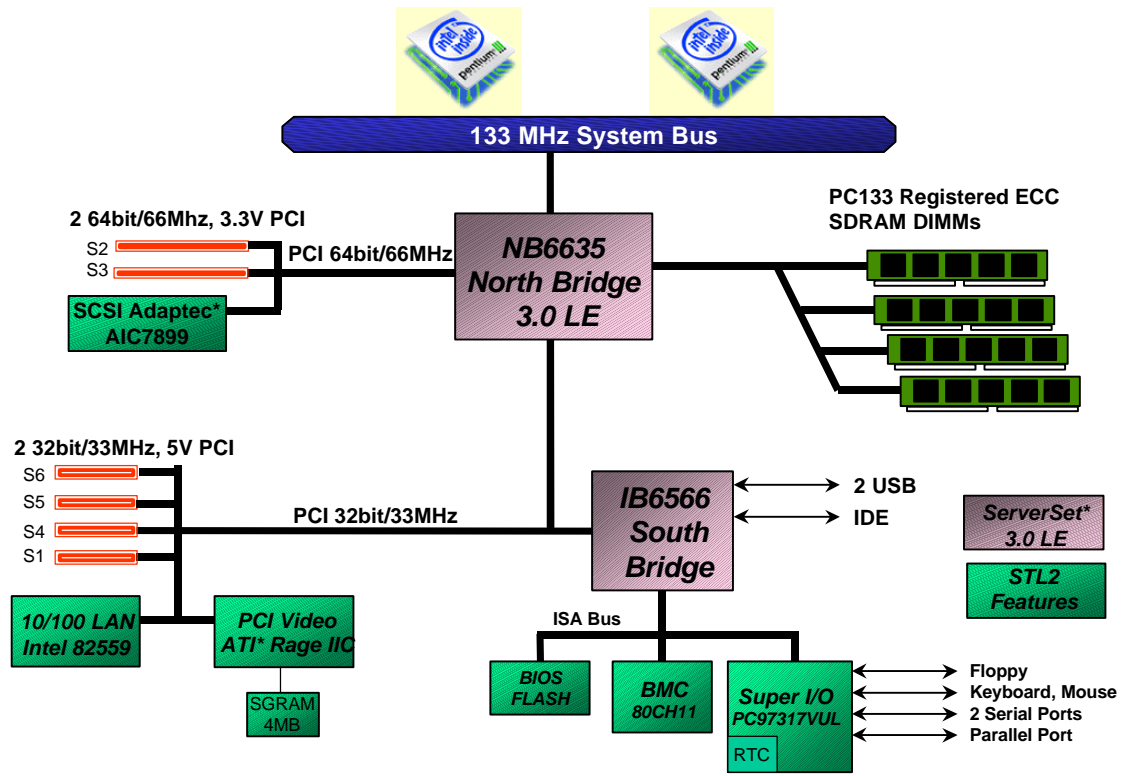 intel
inside
pentium III
intel
inside
pentium III
133 MHz System Bus
2 64bit/66Mhz, 3.3V PCI
S2
S3
PCI 64bit/66MHz
SCSI Adaptec*
AIC7899
NB6635
North Bridge
3.0 LE
PC133 Registered ECC
SDRAM DIMMs
2 32bit/33MHz, 5V PCI
S6
S5
S4
S1
PCI 32bit/33MHz
IB6566
South
Bridge
2 USB
IDE
ServerSet*
3.0 LE
STL2
Features
10/100 LAN
Intel 82559
PCI Video
ATI* Rage IIC
SGRAM
4MB
ISA Bus
BIOS
FLASH
BMC
80CH11
Super I/O
PC97317VUL
RTC
Floppy
Keyboard, Mouse
2 Serial Ports
Parallel Port